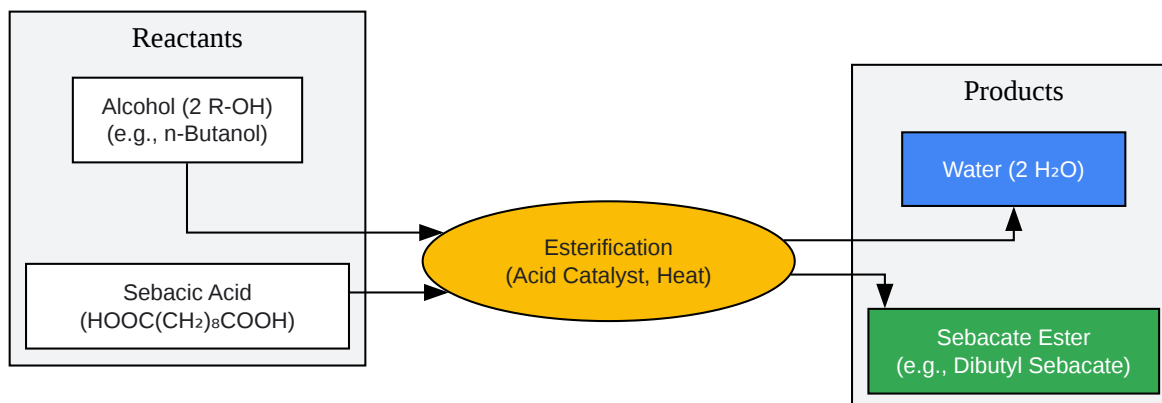 Reactants
Alcohol (2 R-OH)
(e.g., n-Butanol)
Sebacic Acid
(HOOC(CH₂)₈COOH)
Esterification
(Acid Catalyst, Heat)
Products
Water (2 H₂O)
Sebacate Ester
(e.g., Dibutyl Sebacate)